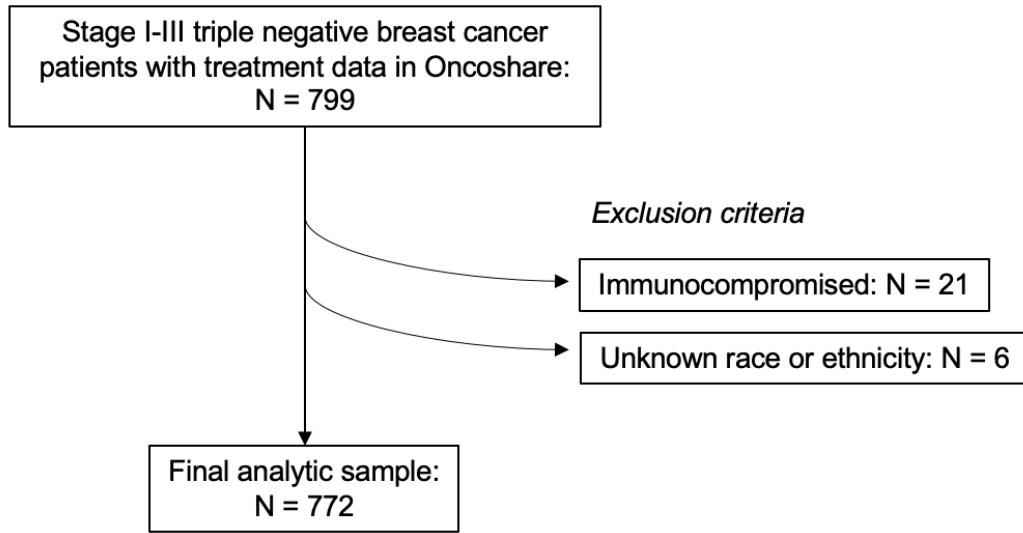 Stage I-III triple negative breast cancer
patients with treatment data in Oncoshare:
N = 799
Exclusion criteria
Immunocompromised: N = 21
Unknown race or ethnicity: N = 6
Final analytic sample:
N = 772